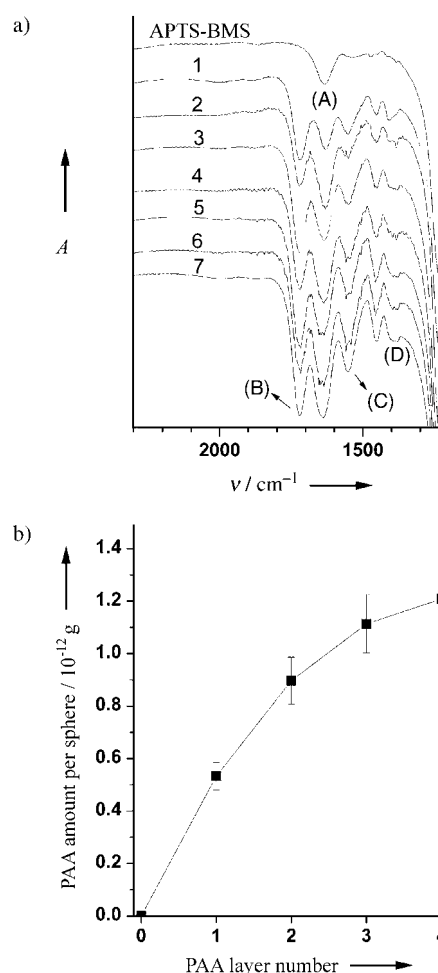 a)
APTS-BMS
1
2
3
4
5
6
7
(A)
(B)
(C)
(D)
A
2000 1500
ν / cm⁻¹
b)
PAA amount per sphere / 10⁻¹² g
1.4
1.2
1.0
0.8
0.6
0.4
0.2
0.0
0 1 2 3
PAA layer number